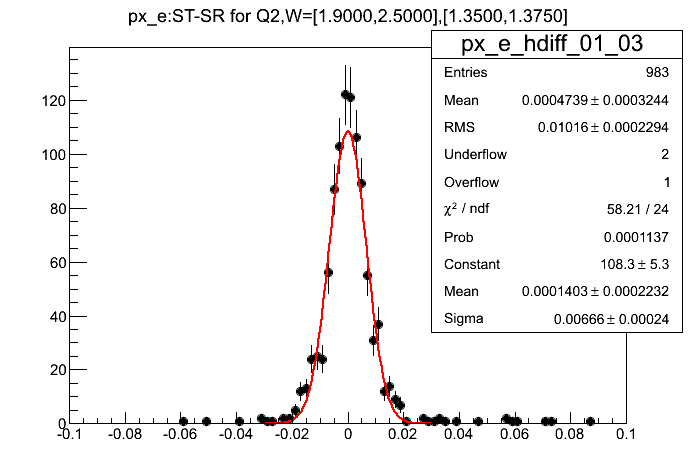 px_e:ST-SR for Q2,W=[1.9000,2.5000],[1.3500,1.3750]
px_e_hdiff_01_03
Entries 983
Mean 0.0004739 ± 0.0003244
RMS 0.01016 ± 0.0002294
Underflow 2
Overflow 1
χ² / ndf 58.21 / 24
Prob 0.0001137
Constant 108.3 ± 5.3
Mean 0.0001403 ± 0.0002232
Sigma 0.00666 ± 0.00024
120
100
80
60
40
20
0
-0.1 -0.08 -0.06 -0.04 -0.02 0 0.02 0.04 0.06 0.08 0.1